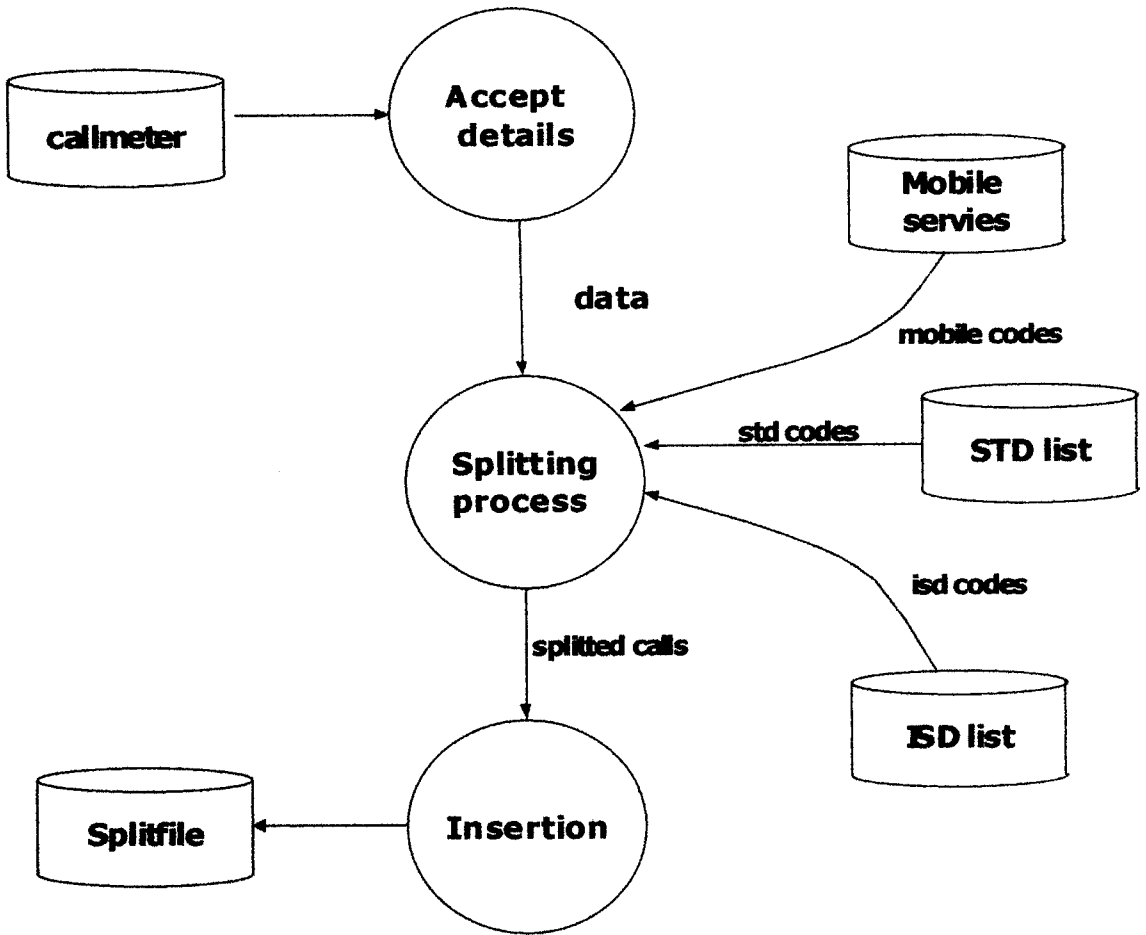 Accept
details
callmeter
Mobile
servies
data
mobile codes
std codes
STD list
Splitting
process
isd codes
splitted calls
ISD list
Splitfile
Insertion